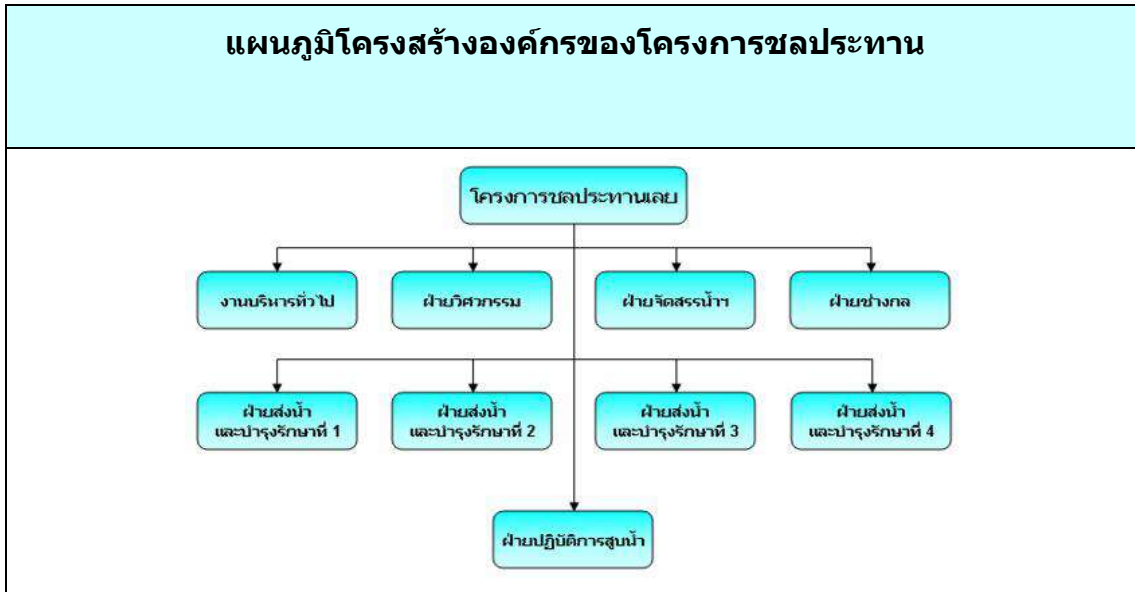 แผนภูมิโครงสร้างองค์กรของโครงการชลประทาน
โครงการชลประทานเลย
งานบริหารทั่วไป
ฝ่ายวิศวกรรม
ฝ่ายจัดสรรน้ำฯ
ฝ่ายช่างกล
ฝ่ายส่งน้ำ
และบำรุงรักษาที่ 1
ฝ่ายส่งน้ำ
และบำรุงรักษาที่ 2
ฝ่ายส่งน้ำ
และบำรุงรักษาที่ 3
ฝ่ายส่งน้ำ
และบำรุงรักษาที่ 4
ฝ่ายปฏิบัติการสูบน้ำ